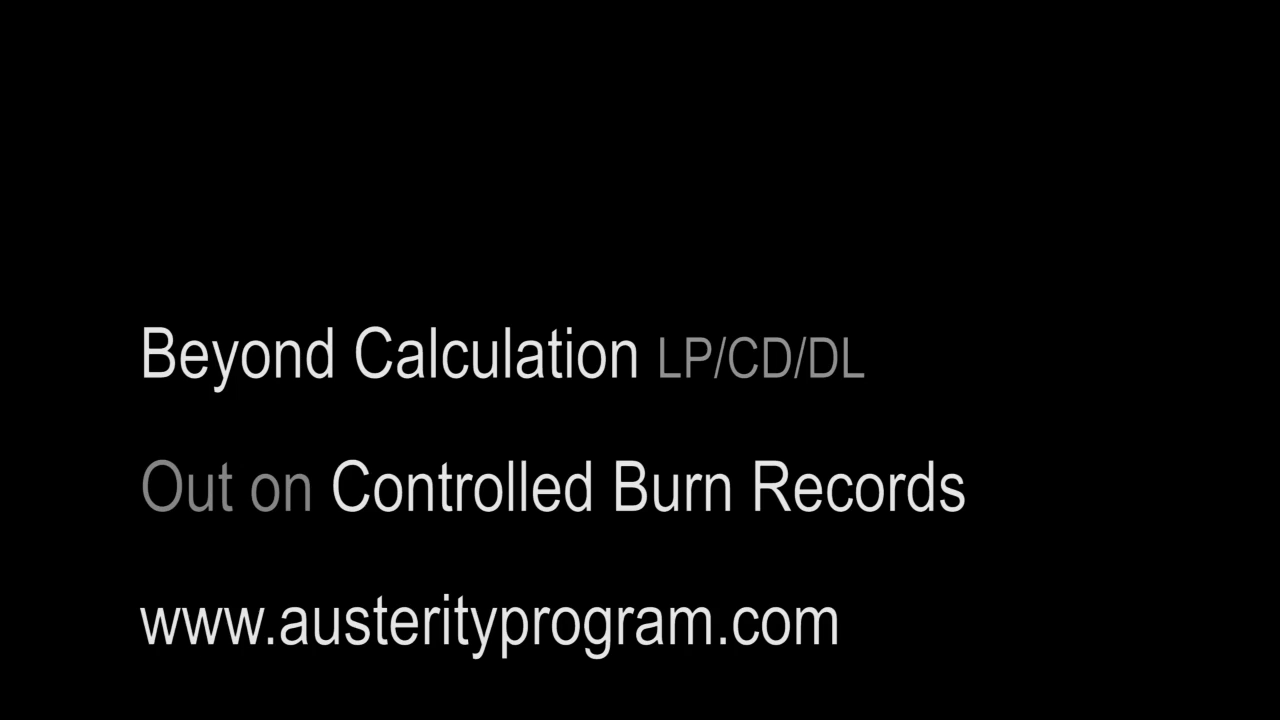 Beyond Calculation LP/CD/DL
Out on Controlled Burn Records
www.austerityprogram.com